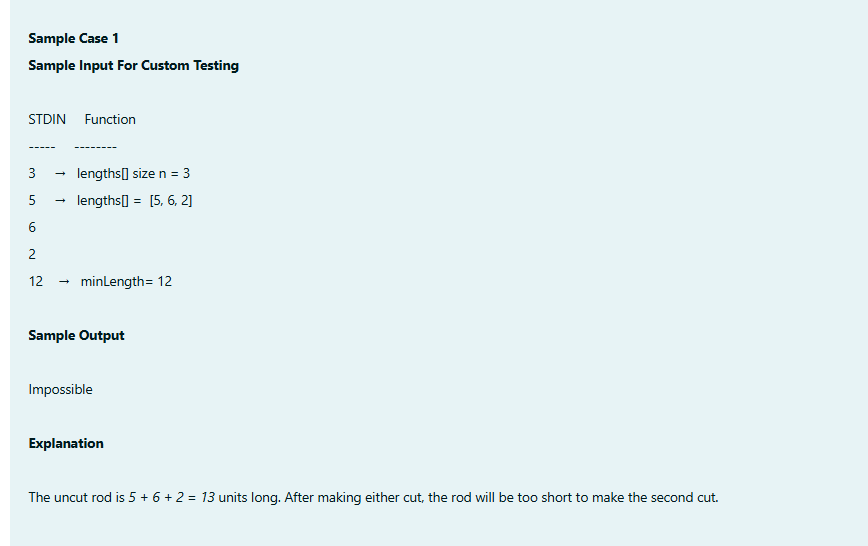 Sample Case 1
Sample Input For Custom Testing
STDIN    Function
-----    --------
3    →  lengths[] size n = 3
5    →  lengths[] =  [5, 6, 2]
6
2
12    →   minLength= 12
Sample Output
Impossible
Explanation
The uncut rod is 5 + 6 + 2 = 13 units long. After making either cut, the rod will be too short to make the second cut.